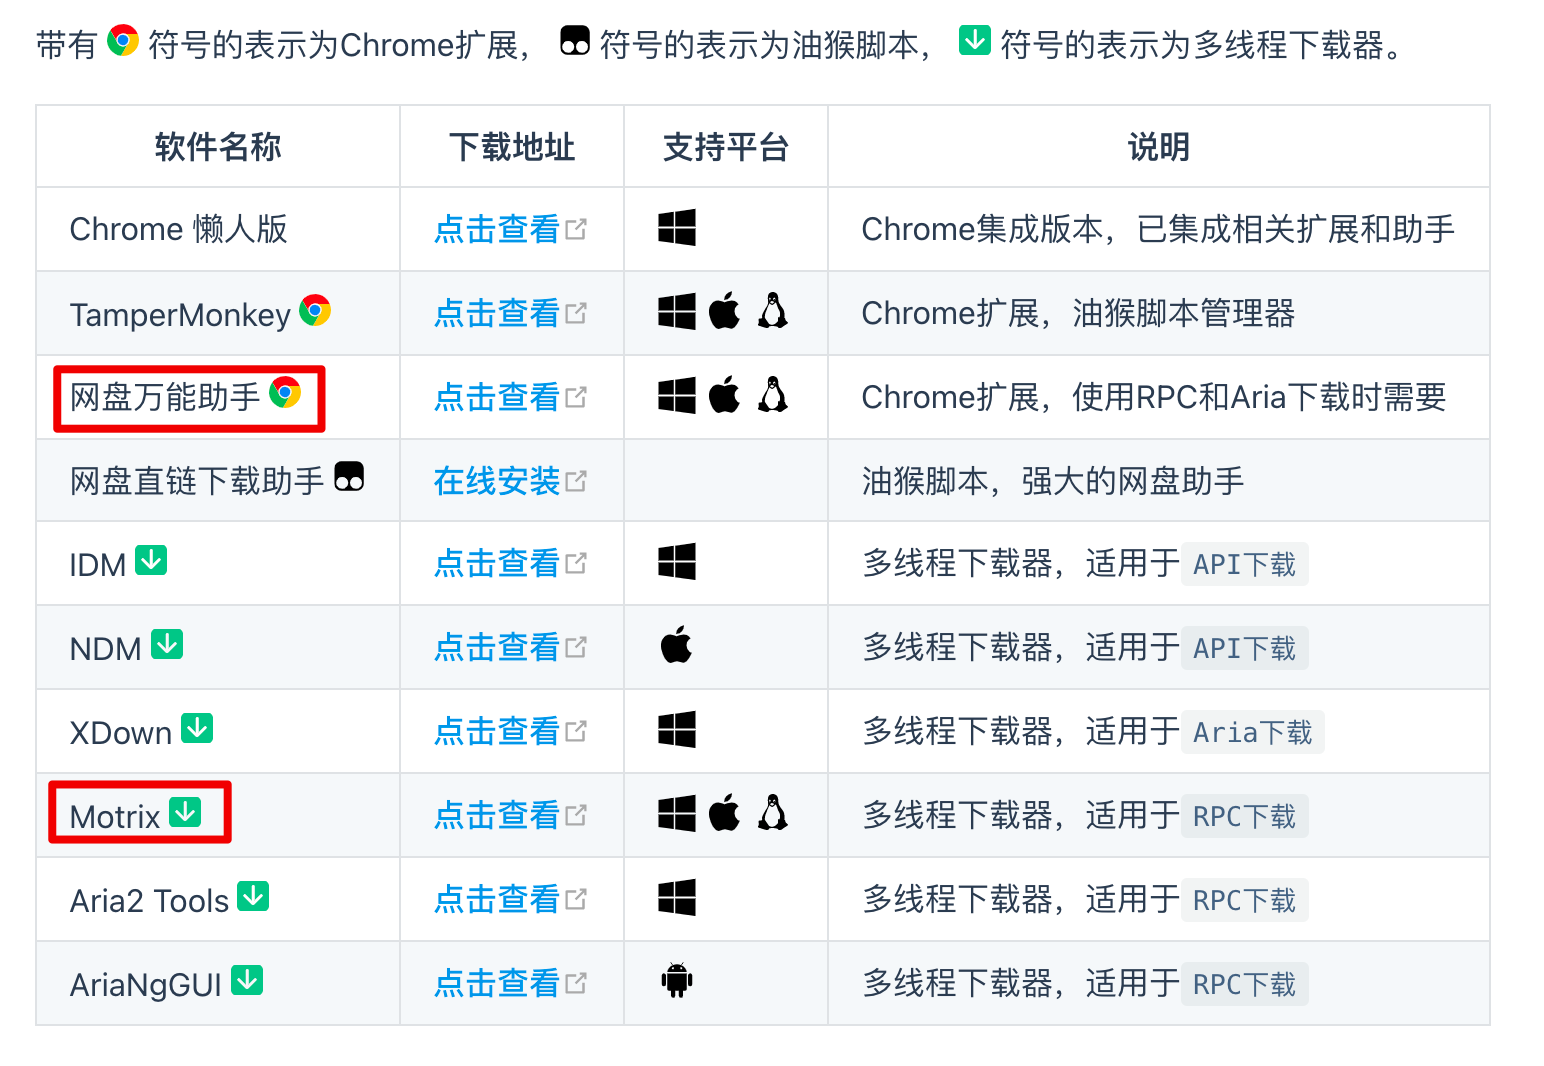 带有 符号的表示为Chrome扩展， 符号的表示为油猴脚本， 符号的表示为多线程下载器。
软件名称 下载地址 支持平台 说明
Chrome 懒人版 点击查看 Chrome集成版本，已集成相关扩展和助手
TamperMonkey 点击查看 Chrome扩展，油猴脚本管理器
网盘万能助手 点击查看 Chrome扩展，使用RPC和Aria下载时需要
网盘直链下载助手 在线安装 油猴脚本，强大的网盘助手
IDM 点击查看 多线程下载器，适用于 API下载
NDM 点击查看 多线程下载器，适用于 API下载
XDown 点击查看 多线程下载器，适用于 Aria下载
Motrix 点击查看 多线程下载器，适用于 RPC下载
Aria2 Tools 点击查看 多线程下载器，适用于 RPC下载
AriaNgGUI 点击查看 多线程下载器，适用于 RPC下载